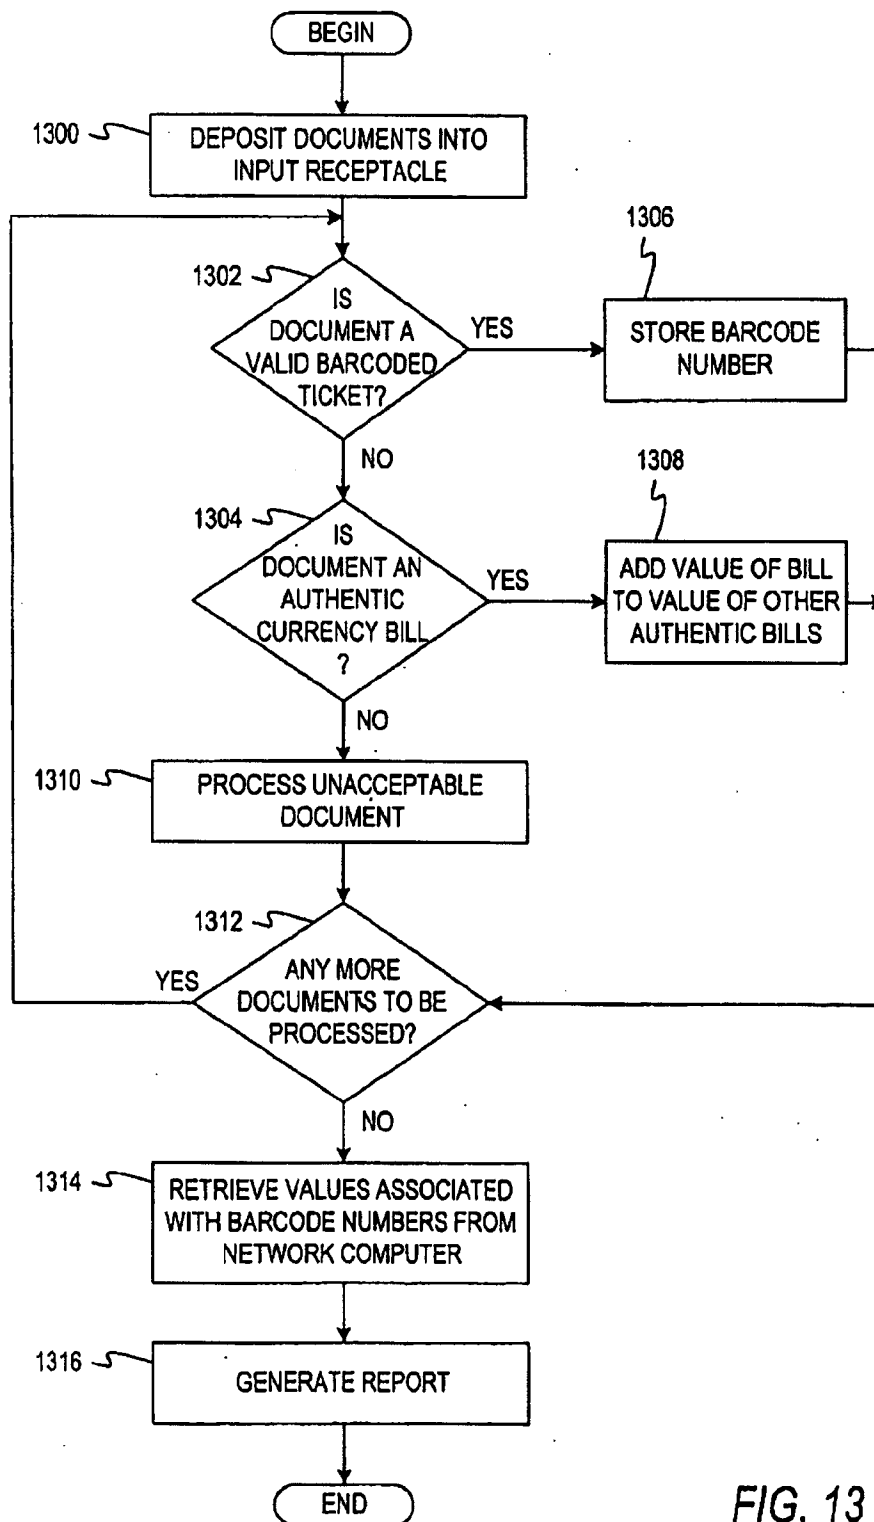 BEGIN
1300
DEPOSIT DOCUMENTS INTO
INPUT RECEPTACLE
1302
IS
DOCUMENT A
VALID BARCODED
TICKET?
YES
1306
STORE BARCODE
NUMBER
NO
1304
IS
DOCUMENT AN
AUTHENTIC
CURRENCY BILL
?
YES
1308
ADD VALUE OF BILL
TO VALUE OF OTHER
AUTHENTIC BILLS
NO
1310
PROCESS UNACCEPTABLE
DOCUMENT
1312
YES
ANY MORE
DOCUMENTS TO BE
PROCESSED?
NO
1314
RETRIEVE VALUES ASSOCIATED
WITH BARCODE NUMBERS FROM
NETWORK COMPUTER
1316
GENERATE REPORT
END
FIG. 13